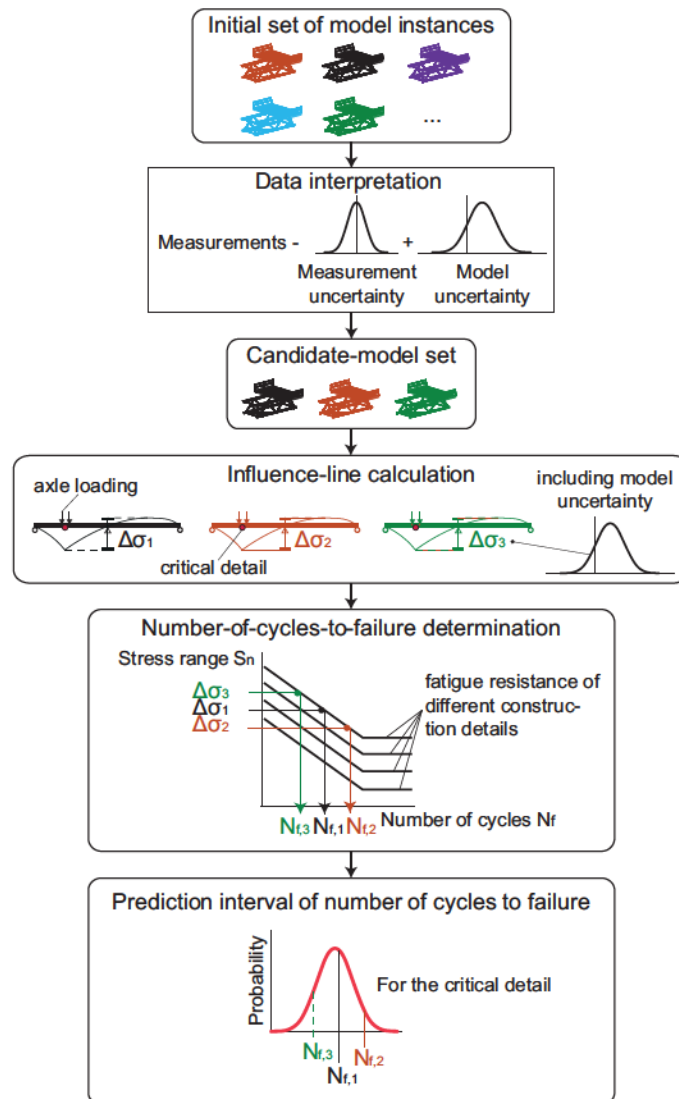 Initial set of model instances
...
Data interpretation
Measurements -
+
Measurement
uncertainty
Model
uncertainty
Candidate-model set
Influence-line calculation
axle loading
including model
uncertainty
Δσ1
Δσ2
Δσ3
critical detail
Number-of-cycles-to-failure determination
Stress range Sn
Δσ3
Δσ1
Δσ2
fatigue resistance of
different construc-
tion details
Nf,3
Nf,1
Nf,2
Number of cycles Nf
Prediction interval of number of cycles to failure
Probability
For the critical detail
Nf,3
Nf,2
Nf,1